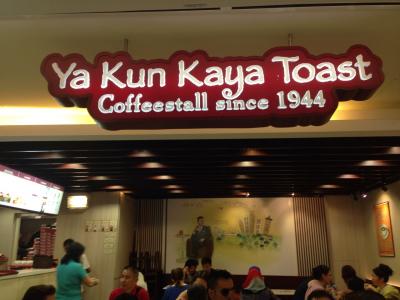 Ya Kun Kaya Toast
Coffeestall since 1944